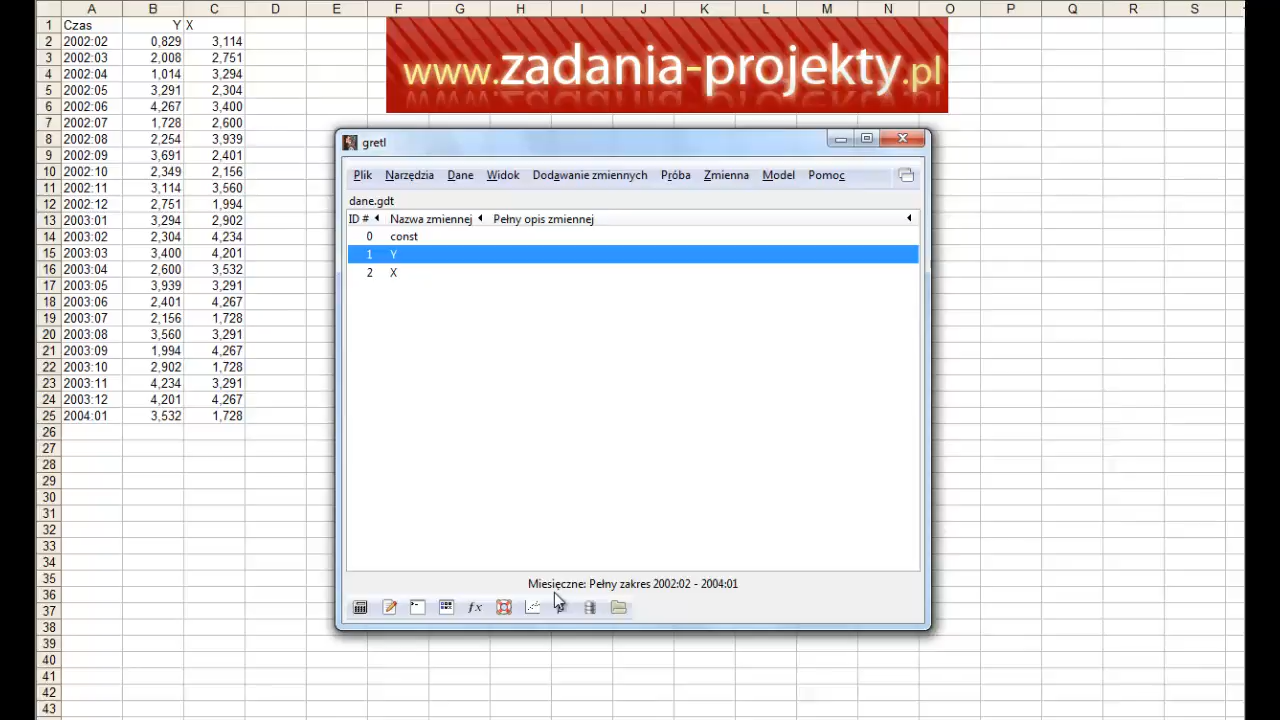 A B C D E F G H I J K L M N O P Q R S
1 Czas Y X
2 2002:02 0,829 3,114
3 2002:03 2,008 2,751
4 2002:04 1,014 3,294
5 2002:05 3,291 2,304
6 2002:06 4,267 3,400
7 2002:07 1,728 2,600
8 2002:08 2,254 3,939
9 2002:09 3,691 2,401
10 2002:10 2,349 2,156
11 2002:11 3,114 3,560
12 2002:12 2,751 1,994
13 2003:01 3,294 2,902
14 2003:02 2,304 4,234
15 2003:03 3,400 4,201
16 2003:04 2,600 3,532
17 2003:05 3,939 3,291
18 2003:06 2,401 4,267
19 2003:07 2,156 1,728
20 2003:08 3,560 3,291
21 2003:09 1,994 4,267
22 2003:10 2,902 1,728
23 2003:11 4,234 3,291
24 2003:12 4,201 4,267
25 2004:01 3,532 1,728
26
27
28
29
30
31
32
33
34
35
36
37
38
39
40
41
42
43
www.zadania-projekty.pl
gretl
Plik Narzędzia Dane Widok Dodawanie zmiennych Próba Zmienna Model Pomoc
dane.gdt
ID # Nazwa zmiennej Pełny opis zmiennej
0 const
1 Y
2 X
Miesięczne: Pełny zakres 2002:02 - 2004:01
fx